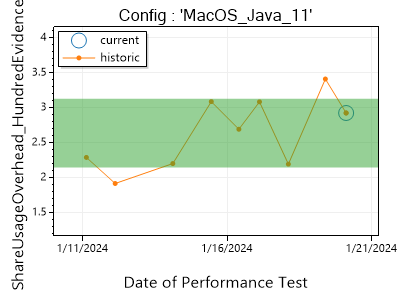 Config : 'MacOS_Java_11'
current
historic
ShareUsageOverhead_HundredEvidence
4
3.5
3
2.5
2
1.5
1/11/2024
1/16/2024
1/21/2024
Date of Performance Test